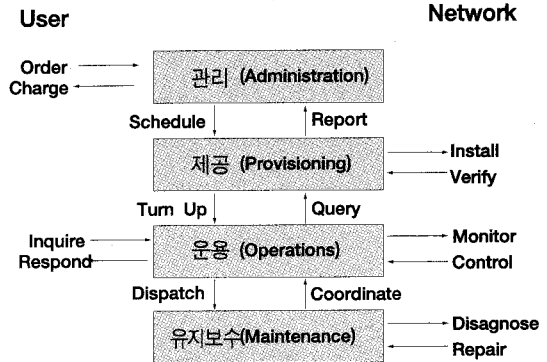 User
Network
Order
Charge
관리 (Administration)
Schedule
Report
제공 (Provisioning)
Install
Verify
Turn Up
Query
Inquire
Respond
운용 (Operations)
Monitor
Control
Dispatch
Coordinate
유지보수(Maintenance)
Disagnose
Repair